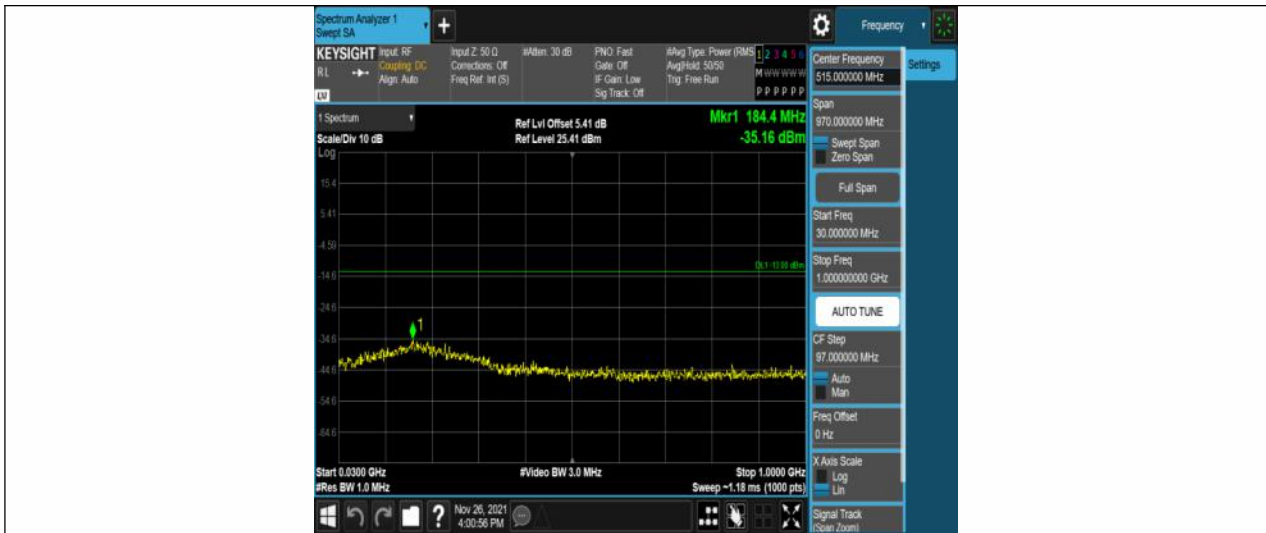 Spectrum Analyzer 1
Swept SA
Frequency
KEYSIGHT
Input: RF
Coupling: DC
Align: Auto
Input Z: 50 Ω
Corrections: Off
Freq Ref: Int (S)
#Atten: 30 dB
PNO: Fast
Gate: Off
IF Gain: Low
Sig Track: Off
#Avg Type: Power (RMS
Avg|Hold: 50/50
Trig: Free Run
1 2 3 4 5 6
M W W W W W
P P P P P P
R L
LV
1 Spectrum
Scale/Div 10 dB
Log
Ref Lvl Offset 5.41 dB
Ref Level 25.41 dBm
Mkr1 184.4 MHz
-35.16 dBm
15.4
5.41
-4.59
DL1 -13.00 dBm
-14.6
-24.6
1
-34.6
-44.6
-54.6
-64.6
Start 0.0300 GHz
#Res BW 1.0 MHz
#Video BW 3.0 MHz
Stop 1.0000 GHz
Sweep ~1.18 ms (1000 pts)
Nov 26, 2021
4:00:56 PM
Settings
Center Frequency
515.000000 MHz
Span
970.000000 MHz
Swept Span
Zero Span
Full Span
Start Freq
30.000000 MHz
Stop Freq
1.000000000 GHz
AUTO TUNE
CF Step
97.000000 MHz
Auto
Man
Freq Offset
0 Hz
X Axis Scale
Log
Lin
Signal Track
(Span Zoom)